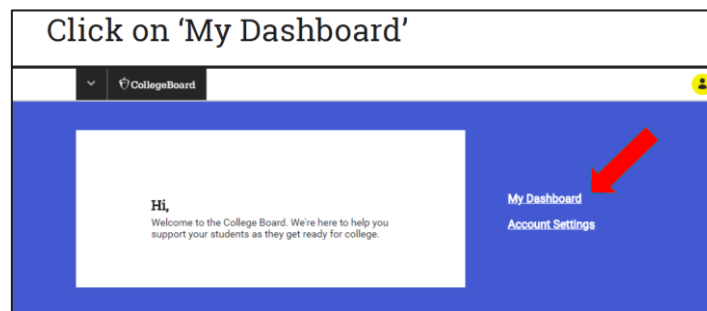 Click on ‘My Dashboard’
CollegeBoard
Hi,
Welcome to the College Board. We're here to help you
support your students as they get ready for college.
My Dashboard
Account Settings